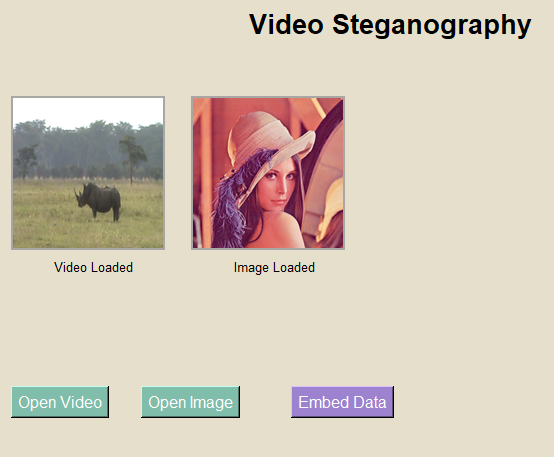 Video Steganography
Video Loaded
Image Loaded
Open Video
Open Image
Embed Data